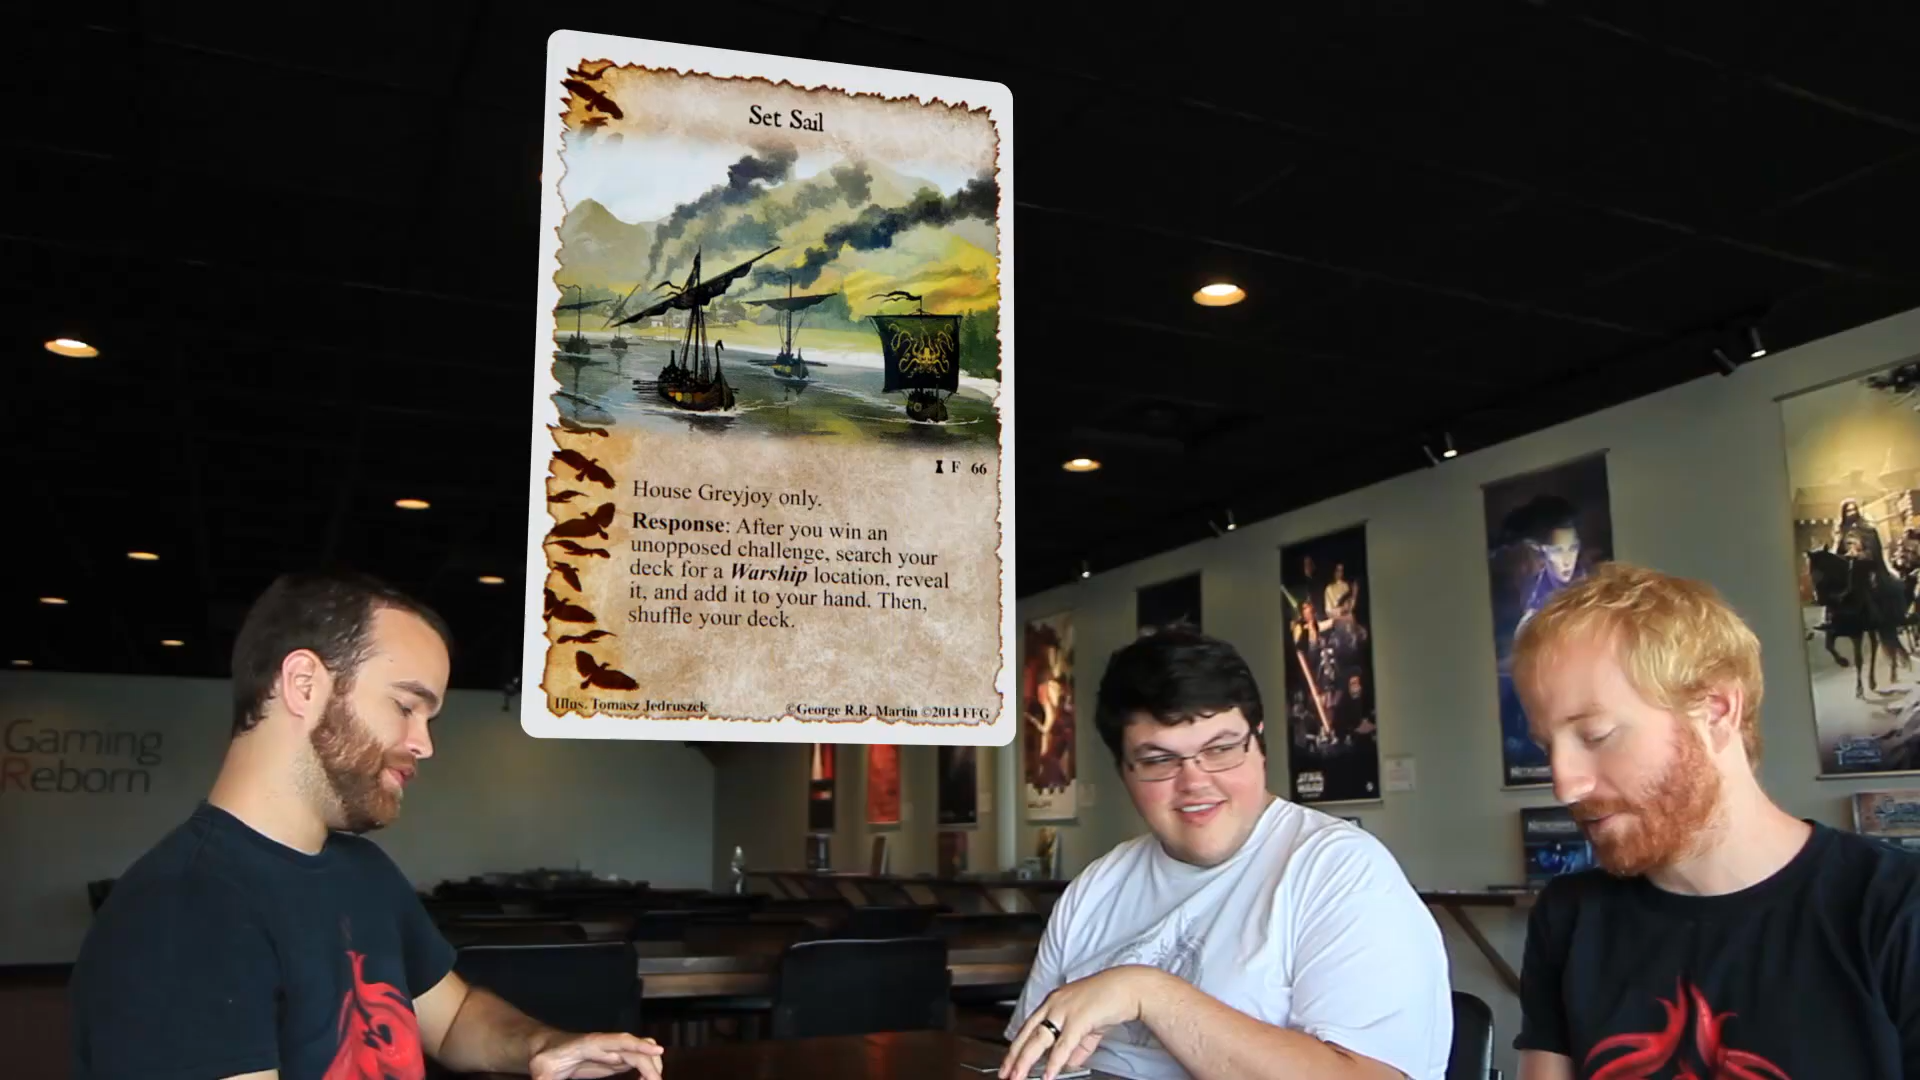 Set Sail
F 66
House Greyjoy only.
Response: After you win an
unopposed challenge, search your
deck for a Warship location, reveal
it, and add it to your hand. Then,
shuffle your deck.
Illus. Tomasz Jedruszek
©George R.R. Martin ©2014 FFG
Gaming
Reborn
STAR
WARS